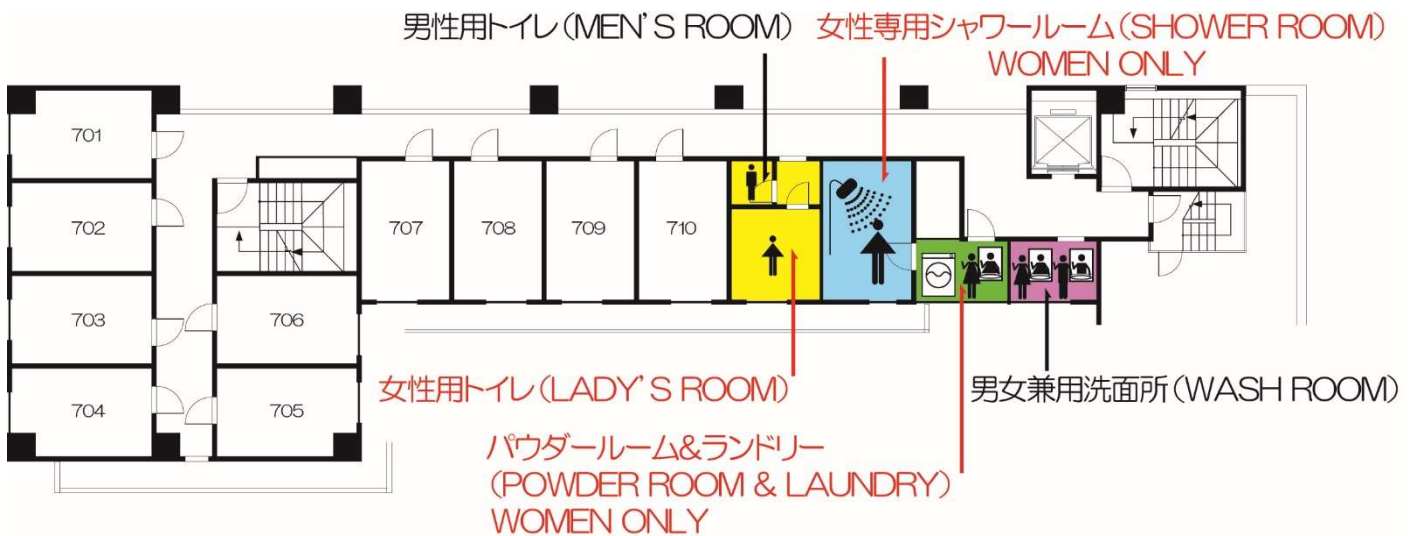 男性用トイレ(MEN'S ROOM)
女性専用シャワールーム(SHOWER ROOM)
WOMEN ONLY
701
702
703
704
705
706
707
708
709
710
女性用トイレ(LADY'S ROOM)
男女兼用洗面所(WASH ROOM)
パウダールーム&ランドリー
(POWDER ROOM & LAUNDRY)
WOMEN ONLY